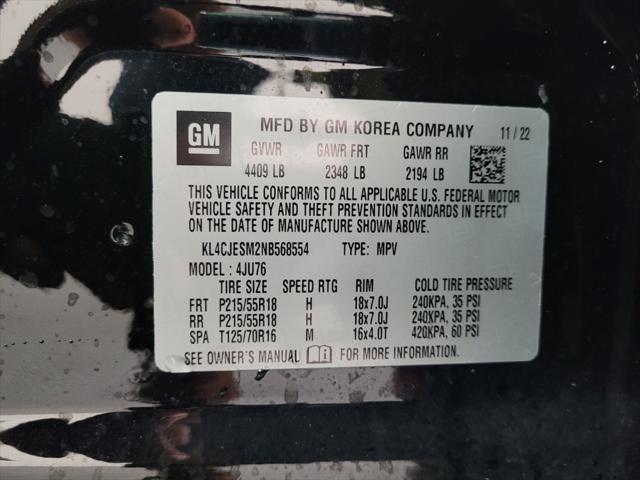 GM MFD BY GM KOREA COMPANY 11/22
GVWR GAWR FRT GAWR RR
4409 LB 2348 LB 2194 LB
THIS VEHICLE CONFORMS TO ALL APPLICABLE U.S. FEDERAL MOTOR
VEHICLE SAFETY AND THEFT PREVENTION STANDARDS IN EFFECT
ON THE DATE OF MANUFACTURE SHOWN ABOVE.
KL4CJESM2NB568554 TYPE: MPV
MODEL: 4JU76
TIRE SIZE SPEED RTG RIM COLD TIRE PRESSURE
FRT P215/55R18 H 18x7.0J 240KPA, 35 PSI
RR P215/55R18 H 18x7.0J 240KPA, 35 PSI
SPA T125/70R16 M 16x4.0T 420KPA, 60 PSI
SEE OWNER'S MANUAL FOR MORE INFORMATION.